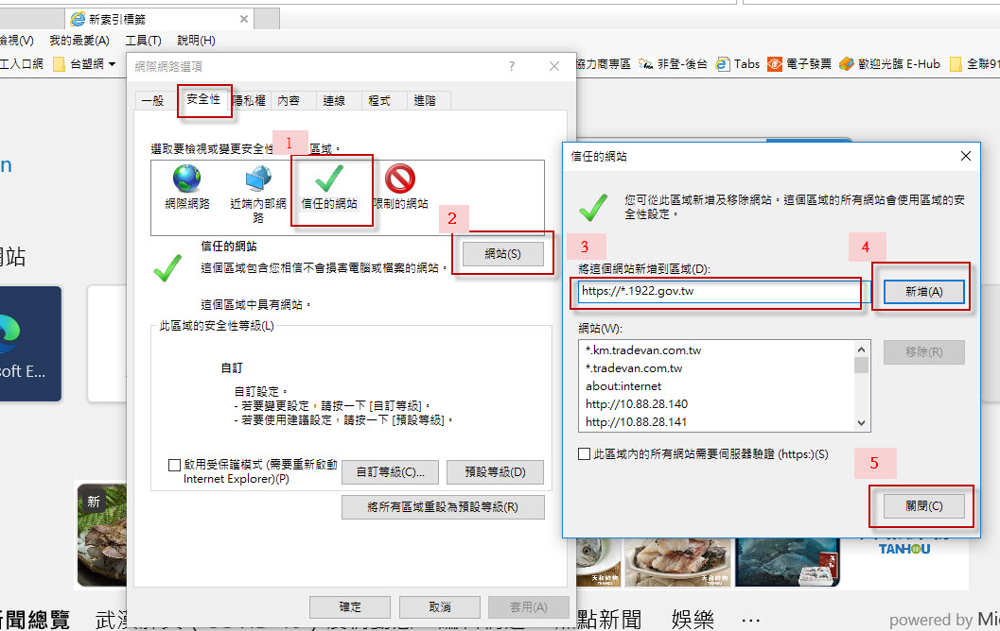 新索引標籤
檢視(V) 我的最愛(A) 工具(T) 說明(H)
工入口網 台塑網
協力商專區 非登-後台 Tabs 電子發票 歡迎光臨 E-Hub 全聯91
網際網路選項
一般 安全性 隱私權 內容 連線 程式 進階
選取要檢視或變更安全性
區域。
1
網際網路
近端內部網路
信任的網站
限制的網站
2
網站(S)
信任的網站
這個區域包含您相信不會損害電腦或檔案的網站。
這個區域中具有網站。
此區域的安全性等級(L)
自訂
自訂設定。
- 若要變更設定，請按一下 [自訂等級]。
- 若要使用建議設定，請按一下 [預設等級]。
啟用受保護模式 (需要重新啟動
Internet Explorer)(P)
自訂等級(C)...
預設等級(D)
將所有區域重設為預設等級(R)
確定 取消 套用(A)
信任的網站
您可從此區域新增及移除網站。這個區域的所有網站會使用區域的安
全性設定。
3
4
將這個網站新增到區域(D):
https://*.1922.gov.tw
新增(A)
網站(W):
*.km.tradevan.com.tw
*.tradevan.com.tw
about:internet
http://10.88.28.140
http://10.88.28.141
移除(R)
此區域內的所有網站需要伺服器驗證 (https:)(S)
5
關閉(C)
n
網站
soft E...
新
天和鮮物
天和鮮物
TANHOU
新聞總覽
焦點新聞 娛樂 ...
powered by Mic